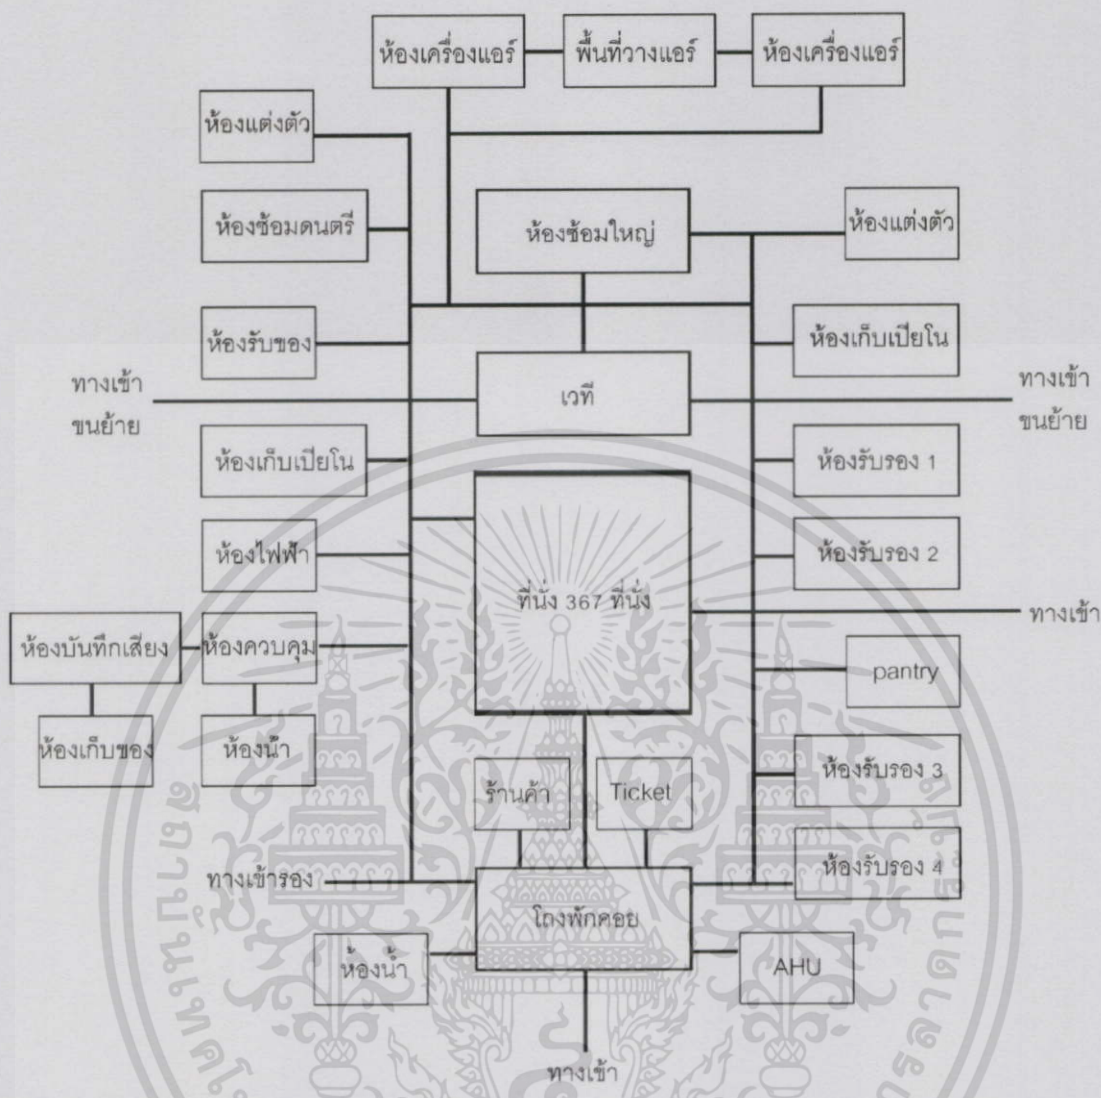 ห้องเครื่องแอร์
พื้นที่วางแอร์
ห้องเครื่องแอร์
ห้องแต่งตัว
ห้องซ้อมดนตรี
ห้องซ้อมใหญ่
ห้องแต่งตัว
ห้องรับของ
ห้องเก็บเปียโน
ทางเข้า
ขนย้าย
เวที
ทางเข้า
ขนย้าย
ห้องเก็บเปียโน
ห้องรับรอง 1
ห้องไฟฟ้า
ห้องรับรอง 2
ที่นั่ง 367 ที่นั่ง
ทางเข้า
ห้องบันทึกเสียง
ห้องควบคุม
pantry
ห้องเก็บของ
ห้องน้ำ
ร้านค้า
Ticket
ห้องรับรอง 3
ทางเข้ารอง
ห้องรับรอง 4
โถงพักคอย
ห้องน้ำ
AHU
ทางเข้า